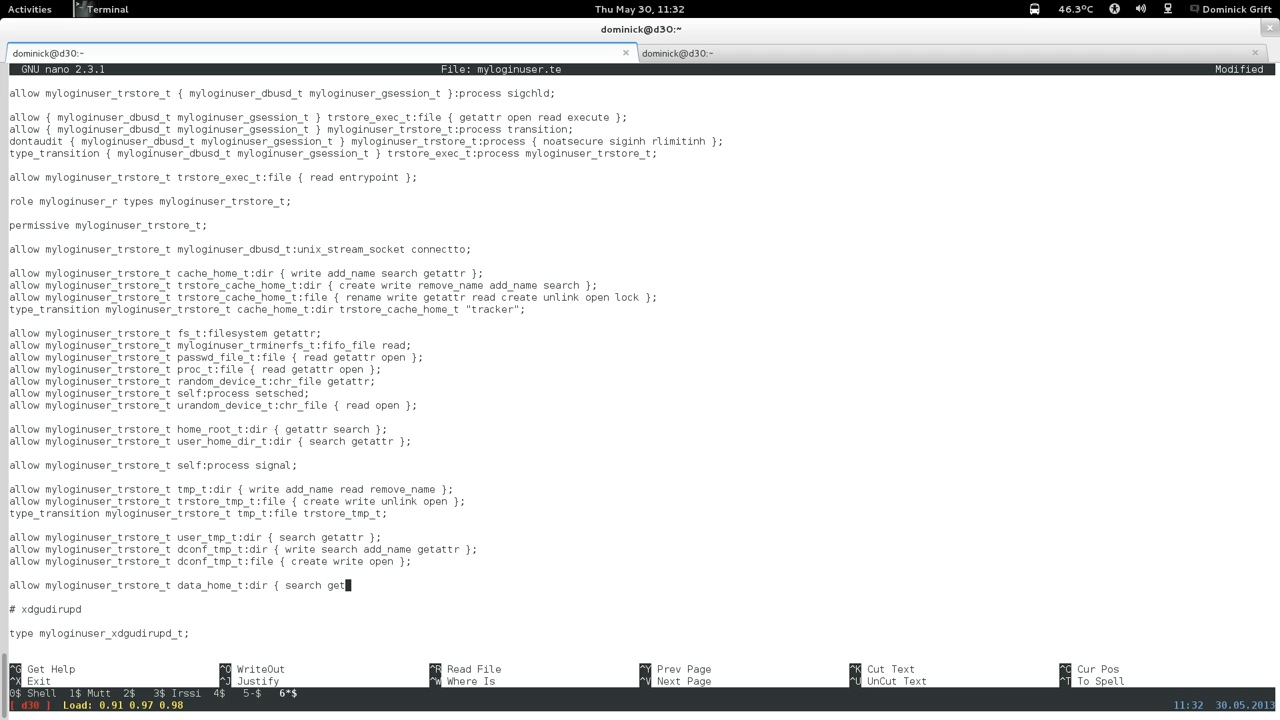 Activities Terminal Thu May 30, 11:32 46.3ºC Dominick Grift
dominick@d30:~
dominick@d30:~ × dominick@d30:~ ×
GNU nano 2.3.1 File: myloginuser.te Modified
allow myloginuser_trstore_t { myloginuser_dbusd_t myloginuser_gsession_t }:process sigchld;
allow { myloginuser_dbusd_t myloginuser_gsession_t } trstore_exec_t:file { getattr open read execute };
allow { myloginuser_dbusd_t myloginuser_gsession_t } myloginuser_trstore_t:process transition;
dontaudit { myloginuser_dbusd_t myloginuser_gsession_t } myloginuser_trstore_t:process { noatsecure siginh rlimitinh };
type_transition { myloginuser_dbusd_t myloginuser_gsession_t } trstore_exec_t:process myloginuser_trstore_t;
allow myloginuser_trstore_t trstore_exec_t:file { read entrypoint };
role myloginuser_r types myloginuser_trstore_t;
permissive myloginuser_trstore_t;
allow myloginuser_trstore_t myloginuser_dbusd_t:unix_stream_socket connectto;
allow myloginuser_trstore_t cache_home_t:dir { write add_name search getattr };
allow myloginuser_trstore_t trstore_cache_home_t:dir { create write remove_name add_name search };
allow myloginuser_trstore_t trstore_cache_home_t:file { rename write getattr read create unlink open lock };
type_transition myloginuser_trstore_t cache_home_t:dir trstore_cache_home_t "tracker";
allow myloginuser_trstore_t fs_t:filesystem getattr;
allow myloginuser_trstore_t myloginuser_trminerfs_t:fifo_file read;
allow myloginuser_trstore_t passwd_file_t:file { read getattr open };
allow myloginuser_trstore_t proc_t:file { read getattr open };
allow myloginuser_trstore_t random_device_t:chr_file getattr;
allow myloginuser_trstore_t self:process setsched;
allow myloginuser_trstore_t urandom_device_t:chr_file { read open };
allow myloginuser_trstore_t home_root_t:dir { getattr search };
allow myloginuser_trstore_t user_home_dir_t:dir { search getattr };
allow myloginuser_trstore_t self:process signal;
allow myloginuser_trstore_t tmp_t:dir { write add_name read remove_name };
allow myloginuser_trstore_t trstore_tmp_t:file { create write unlink open };
type_transition myloginuser_trstore_t tmp_t:file trstore_tmp_t;
allow myloginuser_trstore_t user_tmp_t:dir { search getattr };
allow myloginuser_trstore_t dconf_tmp_t:dir { write search add_name getattr };
allow myloginuser_trstore_t dconf_tmp_t:file { create write open };
allow myloginuser_trstore_t data_home_t:dir { search get
# xdgudirupd
type myloginuser_xdgudirupd_t;
^G Get Help ^O WriteOut ^R Read File ^Y Prev Page ^K Cut Text ^C Cur Pos
^X Exit ^J Justify ^W Where Is ^V Next Page ^U UnCut Text ^T To Spell
0$ Shell 1$ Mutt 2$ 3$ Irssi 4$ 5-$ 6*$
[ d30 ] Load: 0.91 0.97 0.98 11:32 30.05.2013